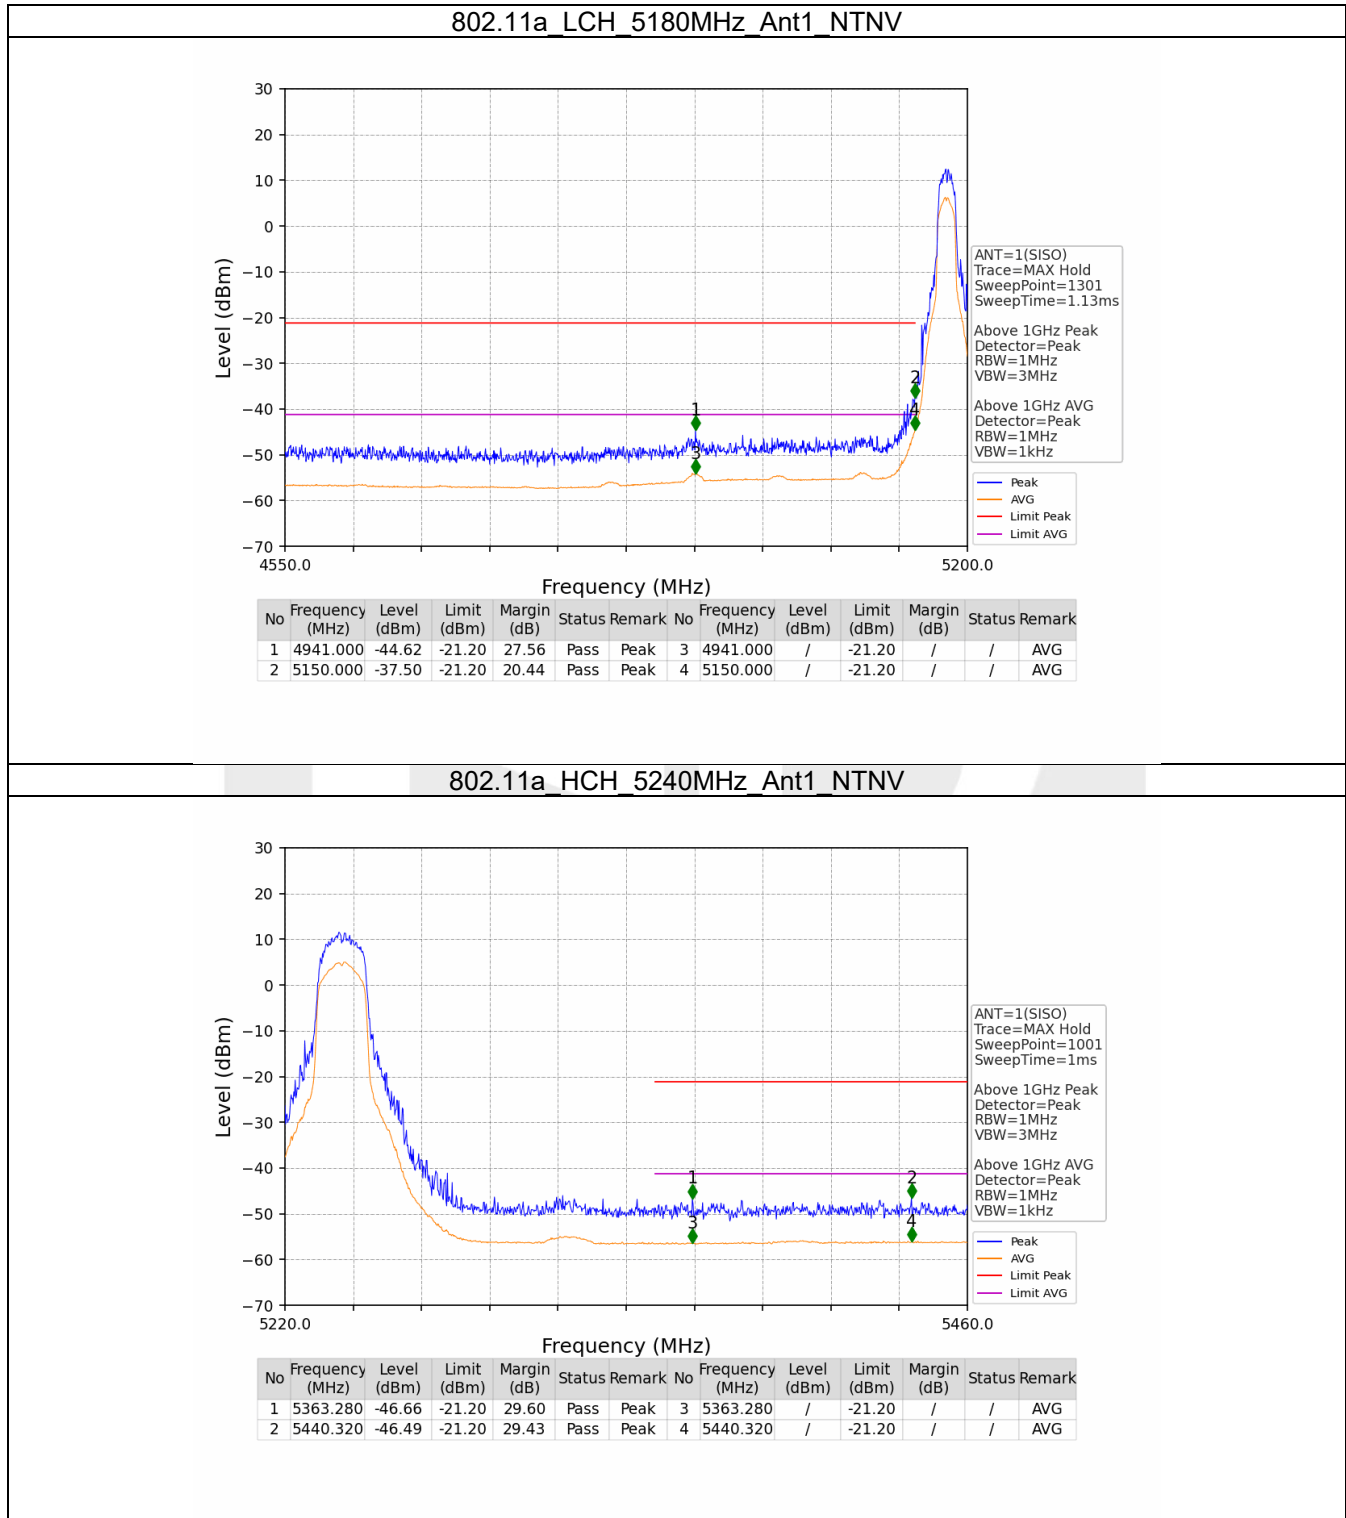 802.11a_LCH_5180MHz_Ant1_NTNV
30
20
10
0
−10
−20
−30
−40
−50
−60
−70
Level (dBm)
1
2
3
4
4550.0
5200.0
Frequency (MHz)
ANT=1(SISO)
Trace=MAX Hold
SweepPoint=1301
SweepTime=1.13ms
Above 1GHz Peak
Detector=Peak
RBW=1MHz
VBW=3MHz
Above 1GHz AVG
Detector=Peak
RBW=1MHz
VBW=1kHz
Peak
AVG
Limit Peak
Limit AVG
No Frequency (MHz) Level (dBm) Limit (dBm) Margin (dB) Status Remark No Frequency (MHz) Level (dBm) Limit (dBm) Margin (dB) Status Remark
1 4941.000 -44.62 -21.20 27.56 Pass Peak 3 4941.000 / -21.20 / / AVG
2 5150.000 -37.50 -21.20 20.44 Pass Peak 4 5150.000 / -21.20 / / AVG
802.11a_HCH_5240MHz_Ant1_NTNV
30
20
10
0
−10
−20
−30
−40
−50
−60
−70
Level (dBm)
1
2
3
4
5220.0
5460.0
Frequency (MHz)
ANT=1(SISO)
Trace=MAX Hold
SweepPoint=1001
SweepTime=1ms
Above 1GHz Peak
Detector=Peak
RBW=1MHz
VBW=3MHz
Above 1GHz AVG
Detector=Peak
RBW=1MHz
VBW=1kHz
Peak
AVG
Limit Peak
Limit AVG
No Frequency (MHz) Level (dBm) Limit (dBm) Margin (dB) Status Remark No Frequency (MHz) Level (dBm) Limit (dBm) Margin (dB) Status Remark
1 5363.280 -46.66 -21.20 29.60 Pass Peak 3 5363.280 / -21.20 / / AVG
2 5440.320 -46.49 -21.20 29.43 Pass Peak 4 5440.320 / -21.20 / / AVG